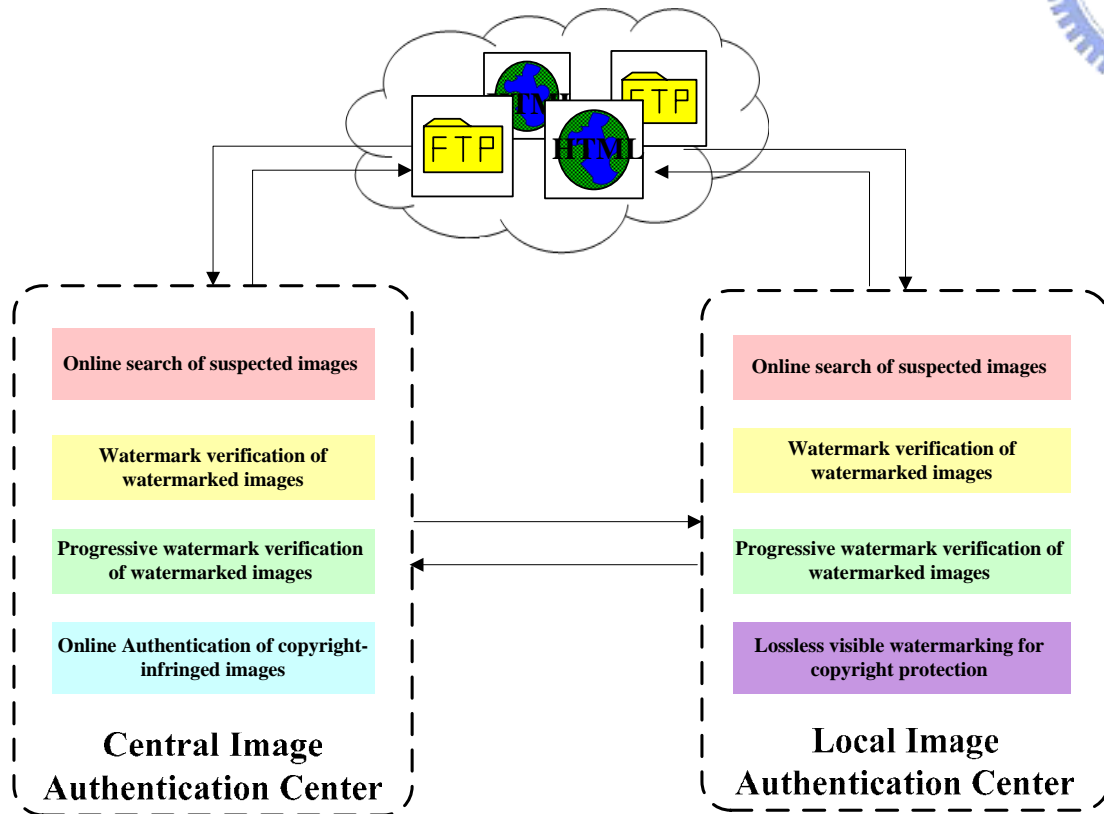 HTML
FTP
FTP
HTML
Online search of suspected images
Watermark verification of
watermarked images
Progressive watermark verification
of watermarked images
Online Authentication of copyright-
infringed images
Central Image
Authentication Center
Online search of suspected images
Watermark verification of
watermarked images
Progressive watermark verification of
watermarked images
Lossless visible watermarking for
copyright protection
Local Image
Authentication Center